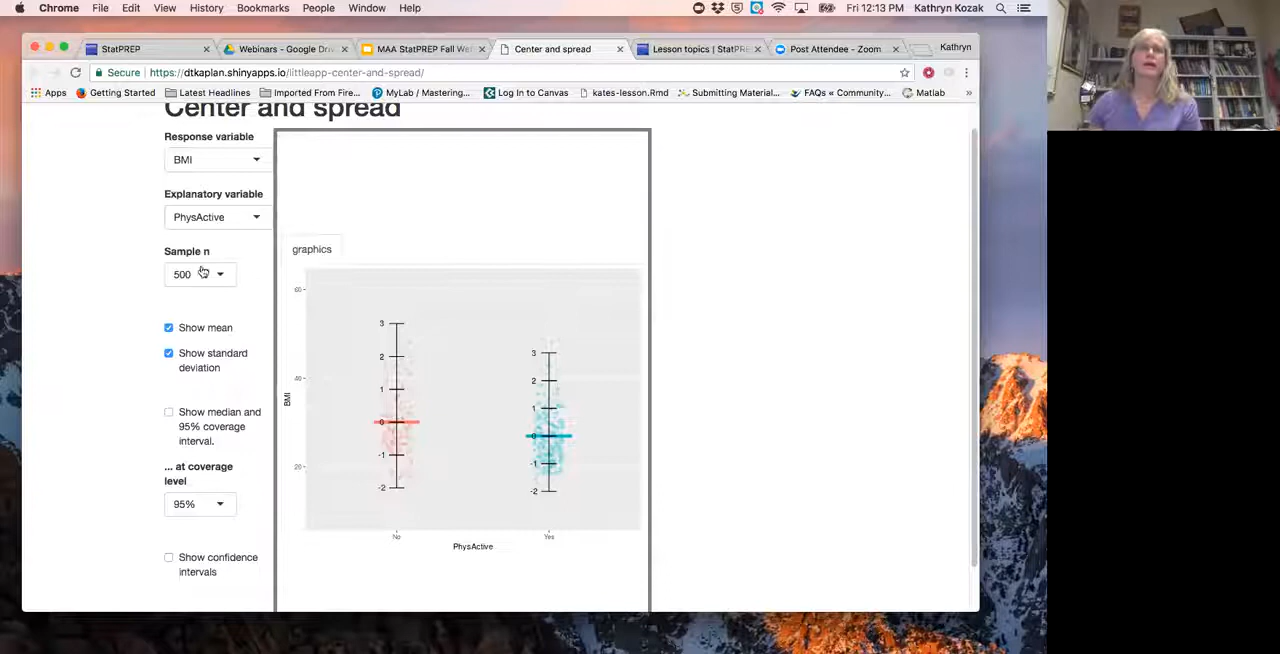 Chrome File Edit View History Bookmarks People Window Help Fri 12:13 PM Kathryn Kozak
StatPREP Webinars - Google Dri MAA StatPREP Fall We Center and spread Lesson topics | StatPRE Post Attendee - Zoom Kathryn
Secure https://dtkaplan.shinyapps.io/littleapp-center-and-spread/
Apps Getting Started Latest Headlines Imported From Fire... MyLab / Mastering... Log In to Canvas kates-lesson.Rmd Submitting Material... FAQs « Community... Matlab »
Center and spread
Response variable
BMI
Explanatory variable
PhysActive
Sample n
500
Show mean
Show standard
deviation
Show median and
95% coverage
interval.
... at coverage
level
95%
Show confidence
intervals
graphics
60
40
20
BMI
3
2
1
0
-1
-2
3
2
1
0
-1
-2
No Yes
PhysActive